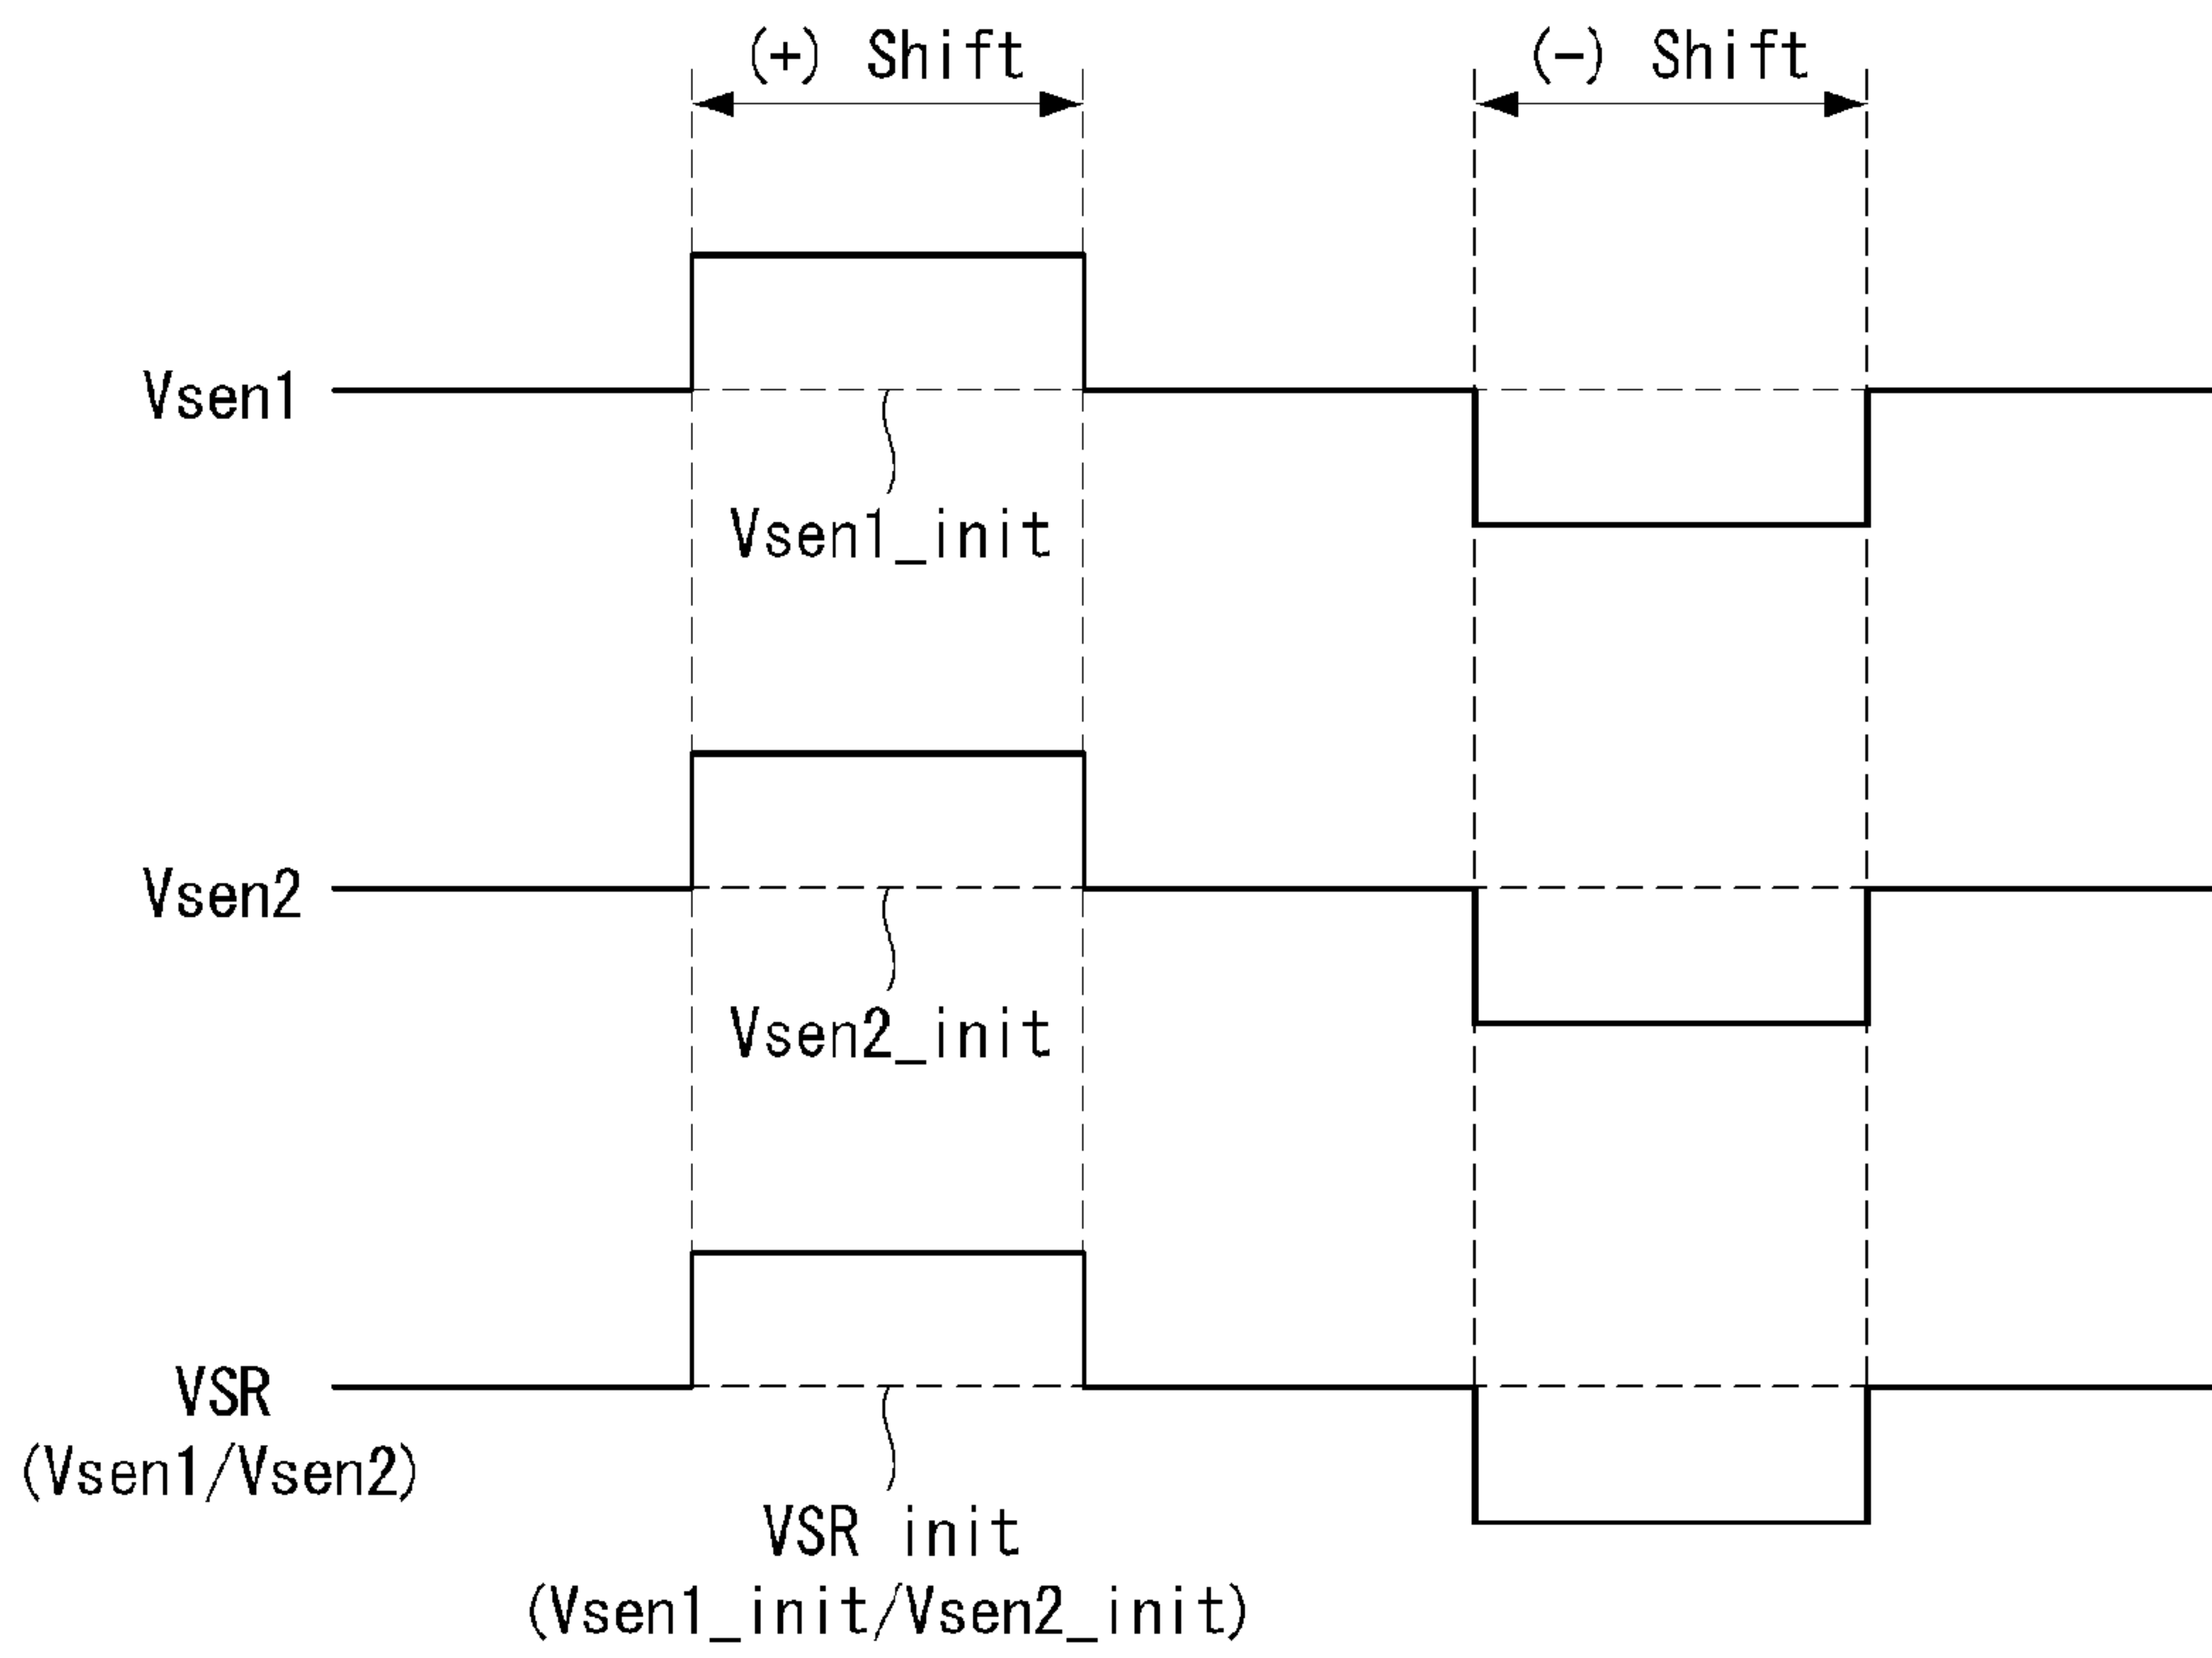 (+) Shift
(-) Shift
Vsen1
Vsen1_init
Vsen2
Vsen2_init
VSR
(Vsen1/Vsen2)
VSR init
(Vsen1_init/Vsen2_init)